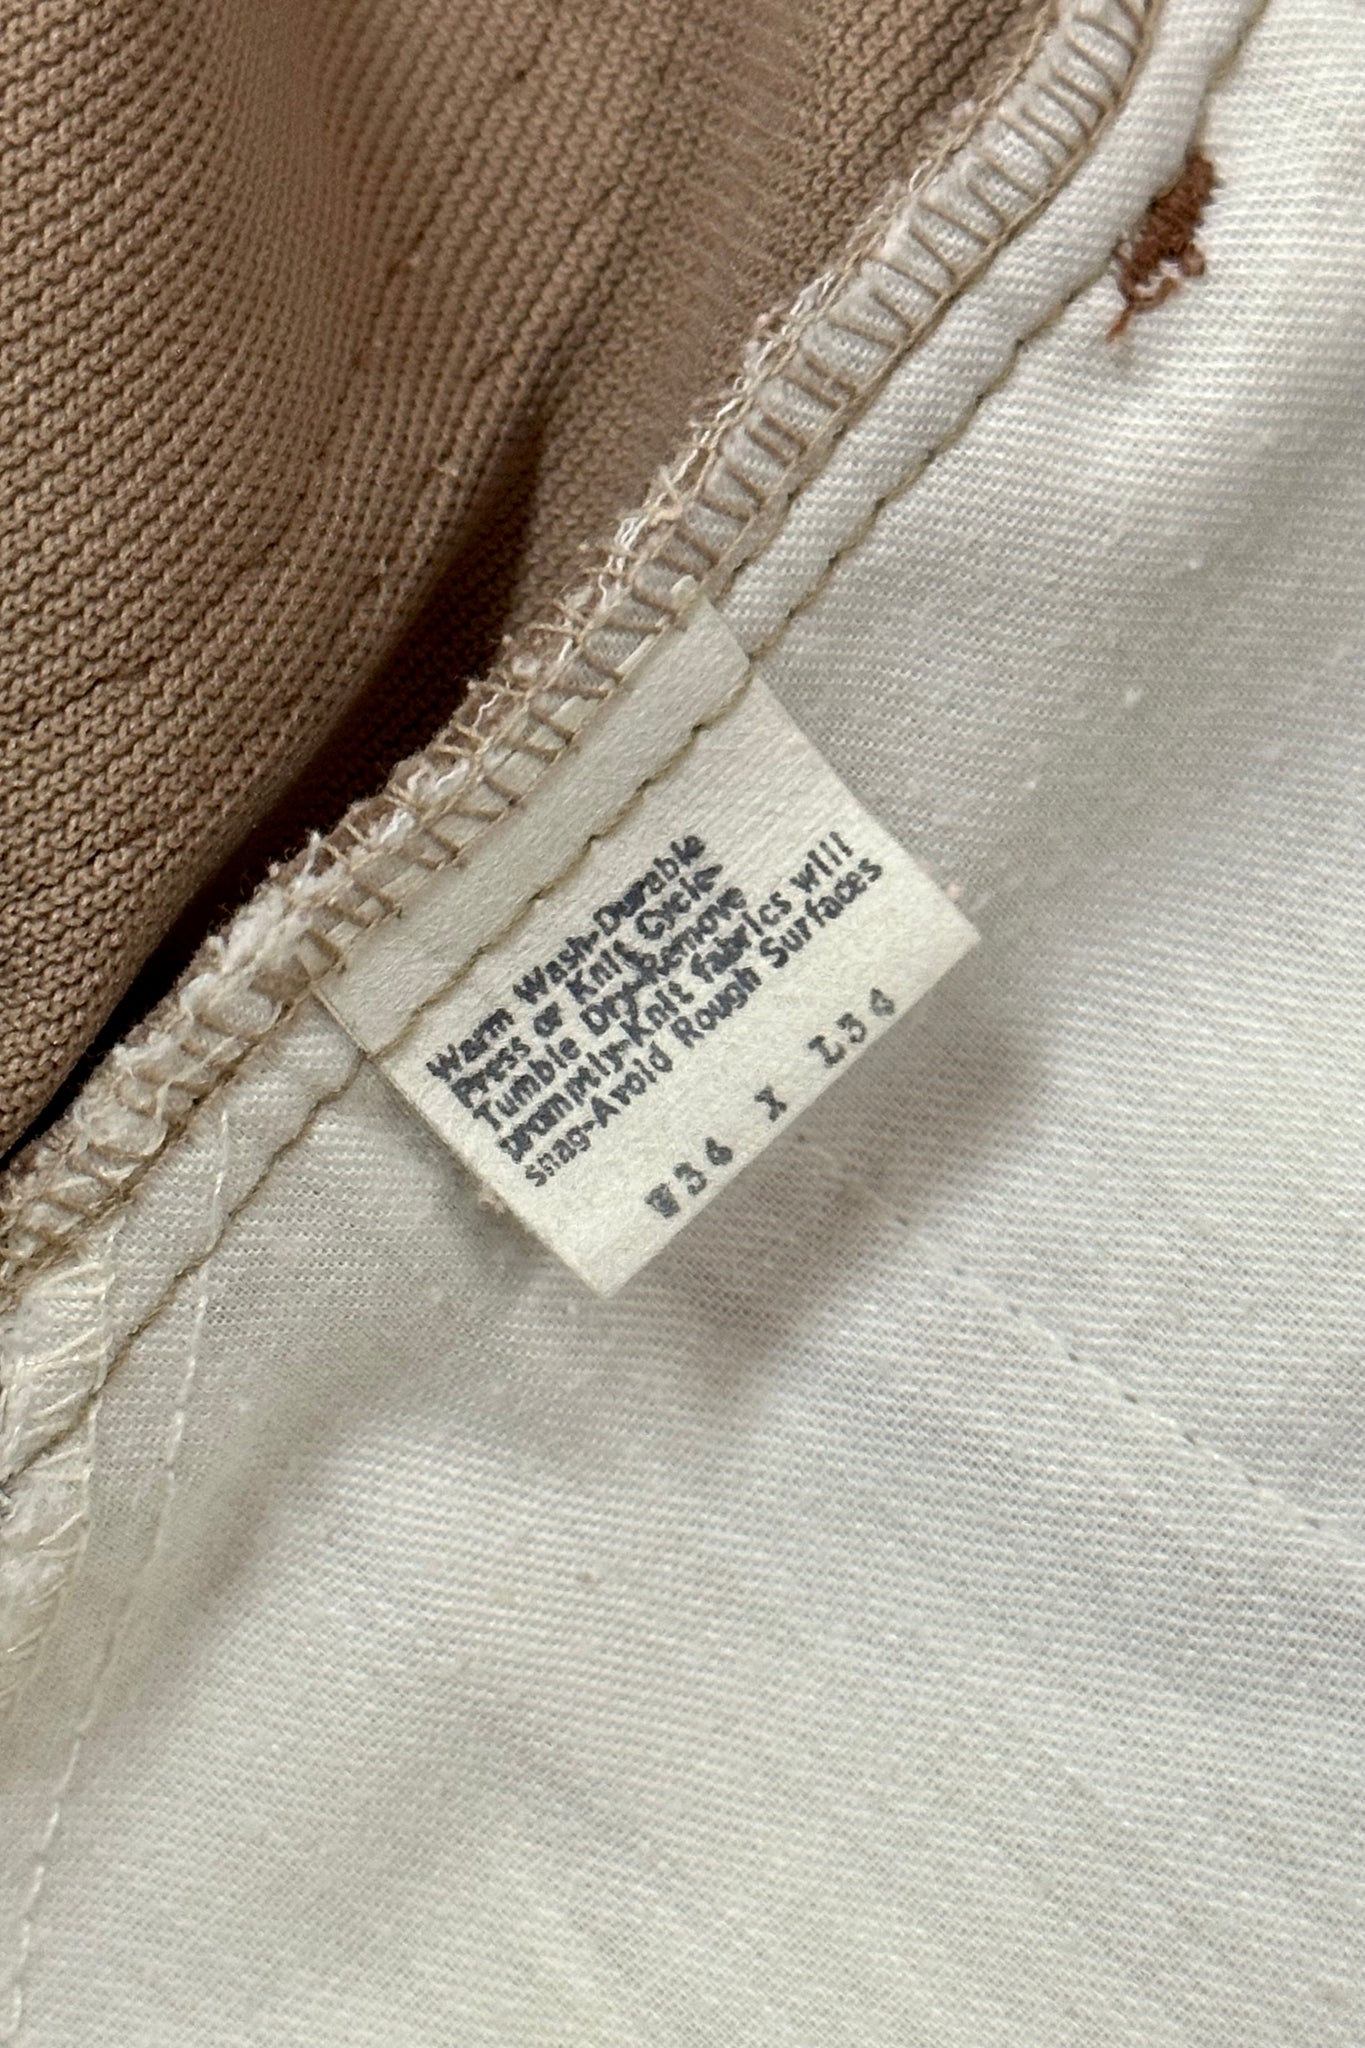 Warm Wash-Durable
Press or Knit Cycle-
Tumble Dry-Remove
promptly-Knit fabrics will
snag-Avoid Rough Surfaces
W36 X L34